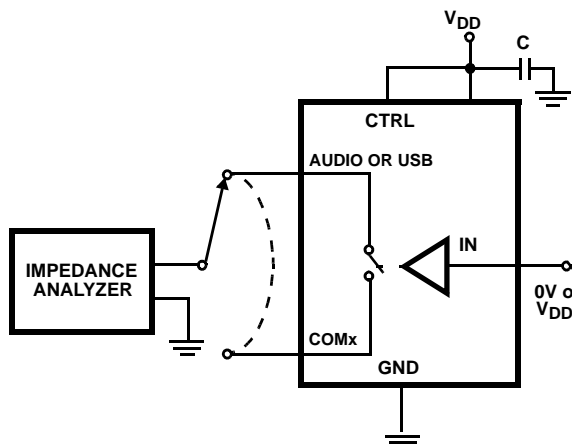 VDD
C
CTRL
AUDIO OR USB
IN
IMPEDANCE
ANALYZER
0V o
VDD
COMx
GND